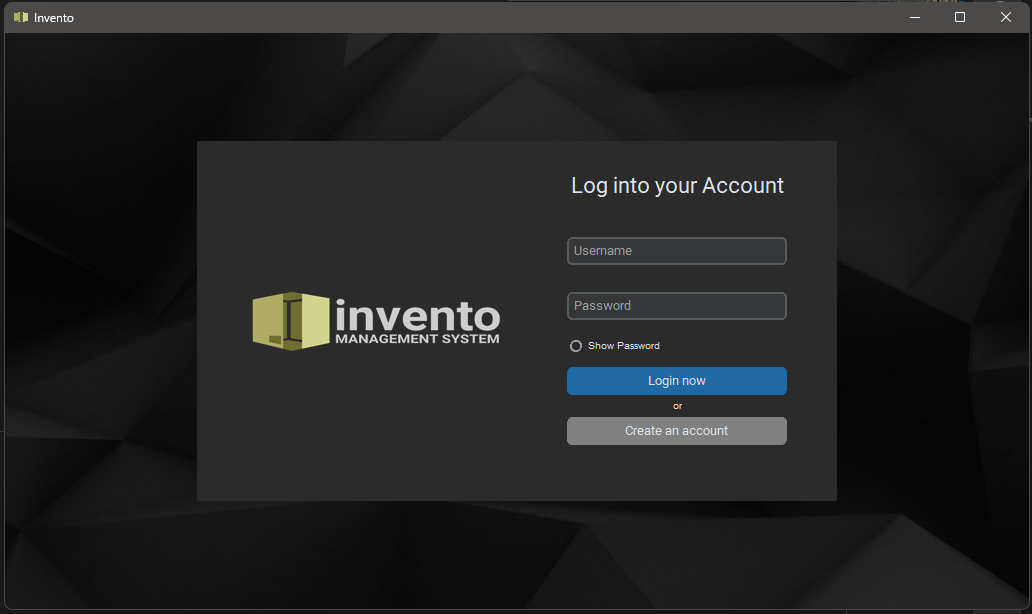 Invento
Log into your Account
Username
Password
invento
MANAGEMENT SYSTEM
Show Password
Login now
or
Create an account